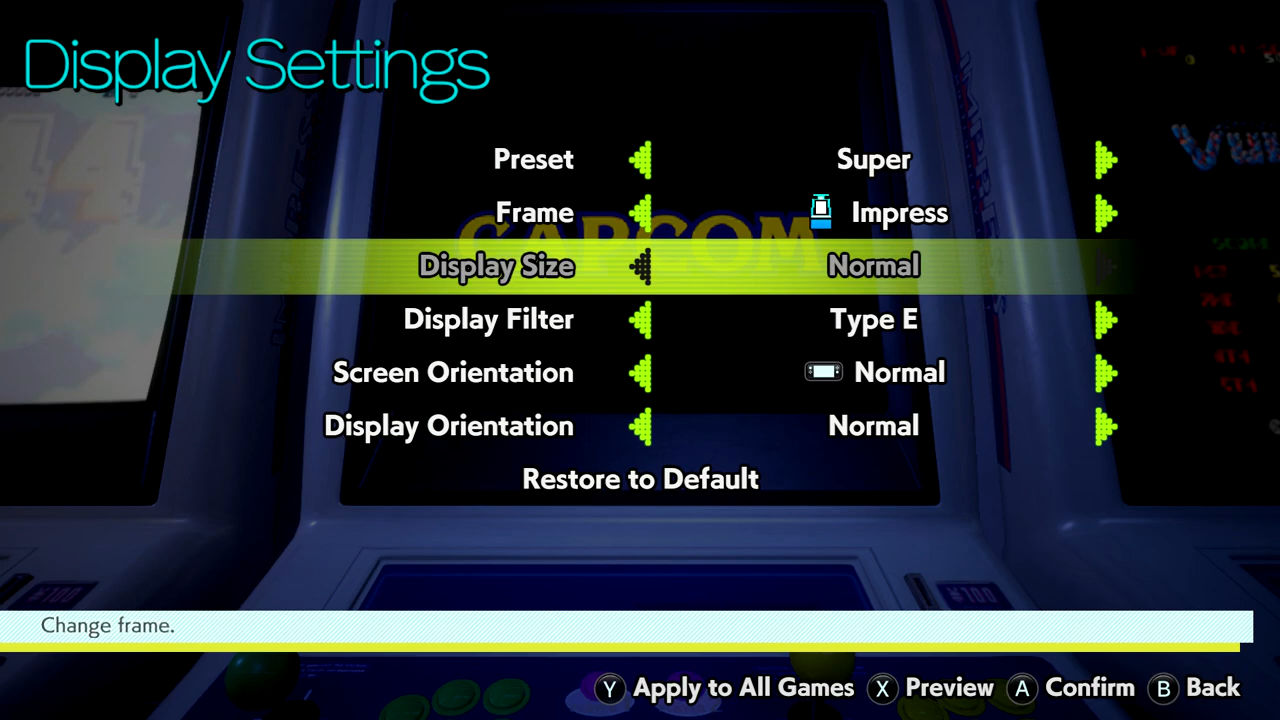 Display Settings
Preset Super
Frame Impress
CAPCOM
Display Size Normal
Display Filter Type E
Screen Orientation Normal
Display Orientation Normal
Restore to Default
Change frame.
Y Apply to All Games X Preview A Confirm B Back